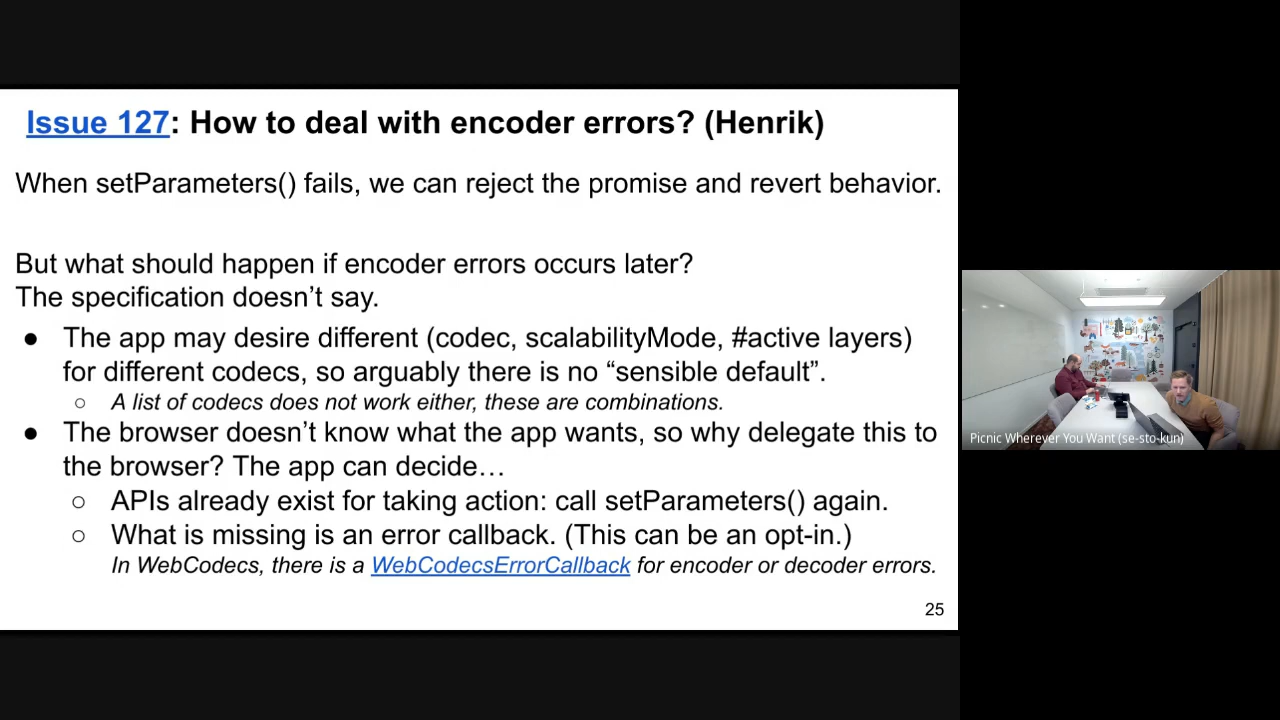 Issue 127: How to deal with encoder errors? (Henrik)
When setParameters() fails, we can reject the promise and revert behavior.
But what should happen if encoder errors occurs later?
The specification doesn’t say.
● The app may desire different (codec, scalabilityMode, #active layers)
for different codecs, so arguably there is no “sensible default”.
○ A list of codecs does not work either, these are combinations.
● The browser doesn’t know what the app wants, so why delegate this to
the browser? The app can decide…
○ APIs already exist for taking action: call setParameters() again.
○ What is missing is an error callback. (This can be an opt-in.)
In WebCodecs, there is a WebCodecsErrorCallback for encoder or decoder errors.
25
Picnic Wherever You Want (se-sto-kun)